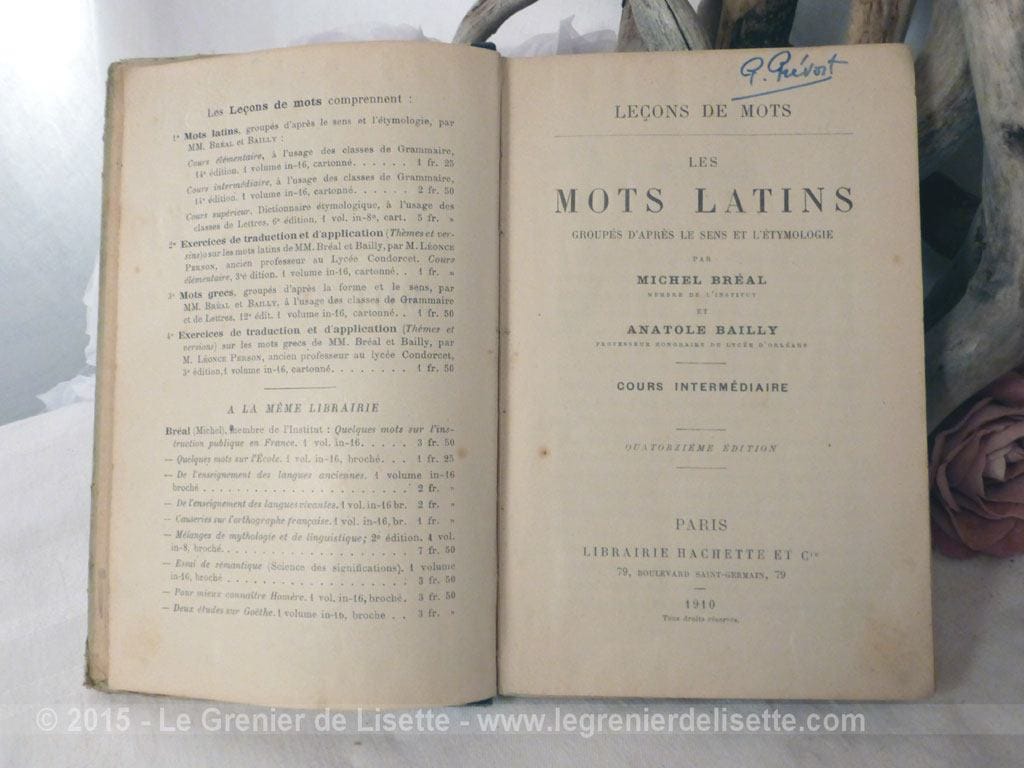 Les Leçons de mots comprennent :
1º Mots latins, groupés d'après le sens et l'étymologie, par
MM. BRÉAL et BAILLY :
Cours élémentaire, à l'usage des classes de Grammaire,
14e édition. 1 volume in-16, cartonné. . . . . . 1 fr. 25
Cours intermédiaire, à l'usage des classes de Grammaire,
14e édition. 1 volume in-16, cartonné. . . . . . 2 fr. 50
Cours supérieur. Dictionnaire étymologique, à l'usage des
classes de Lettres, 6e édition, 1 vol. in-8º, cart. 5 fr. »
2º Exercices de traduction et d'application (Thèmes et ver-
sions) sur les mots latins de MM. Bréal et Bailly, par M. LÉONCE
PERSON, ancien professeur au Lycée Condorcet. Cours
élémentaire, 3e édition. 1 volume in-16, cartonné. . 1 fr. »
3º Mots grecs, groupés d'après la forme et le sens, par
MM. BRÉAL et BAILLY, à l'usage des classes de Grammaire
et de Lettres, 12e édit. 1 volume in-16, cartonné. . 1 fr. 50
4º Exercices de traduction et d'application (Thèmes et
versions) sur les mots grecs de MM. Bréal et Bailly, par
M. LÉONCE PERSON, ancien professeur au lycée Condorcet,
3e édition, 1 volume in-16, cartonné. . . . . . . . 1 fr. 50
A LA MÊME LIBRAIRIE
Bréal (Michel), membre de l'Institut : Quelques mots sur l'ins-
truction publique en France. 1 vol. in-16. . . . . 3 fr. 50
— Quelques mots sur l'École. 1 vol. in-16, broché. . . 1 fr. 25
— De l'enseignement des langues anciennes. 1 volume in-16
broché . . . . . . . . . . . . . . . . . . . . 2 fr. »
— De l'enseignement des langues vivantes. 1 vol. in-16 br. 2 fr. »
— Causeries sur l'orthographe française. 1 vol. in-16, br. 1 fr. »
— Mélanges de mythologie et de linguistique; 2e édition. 1 vol.
in-8, broché. . . . . . . . . . . . . . . . . . 7 fr. 50
— Essai de sémantique (Science des significations). 1 volume
in-16, broché . . . . . . . . . . . . . . . . . 3 fr. 50
— Pour mieux connaître Homère. 1 vol. in-16, broché. 3 fr. 50
— Deux études sur Gœthe. 1 volume in-16, broche . . 3 fr. »
G. Prévost
LEÇONS DE MOTS
LES
MOTS LATINS
GROUPÉS D'APRÈS LE SENS ET L'ÉTYMOLOGIE
PAR
MICHEL BRÉAL
MEMBRE DE L'INSTITUT
ET
ANATOLE BAILLY
PROFESSEUR HONORAIRE DU LYCÉE D'ORLÉANS
COURS INTERMÉDIAIRE
QUATORZIÈME ÉDITION
PARIS
LIBRAIRIE HACHETTE ET Cie
79, BOULEVARD SAINT-GERMAIN, 79
1910
Tous droits réservés.
© 2015 - Le Grenier de Lisette - www.legrenierdelisette.com